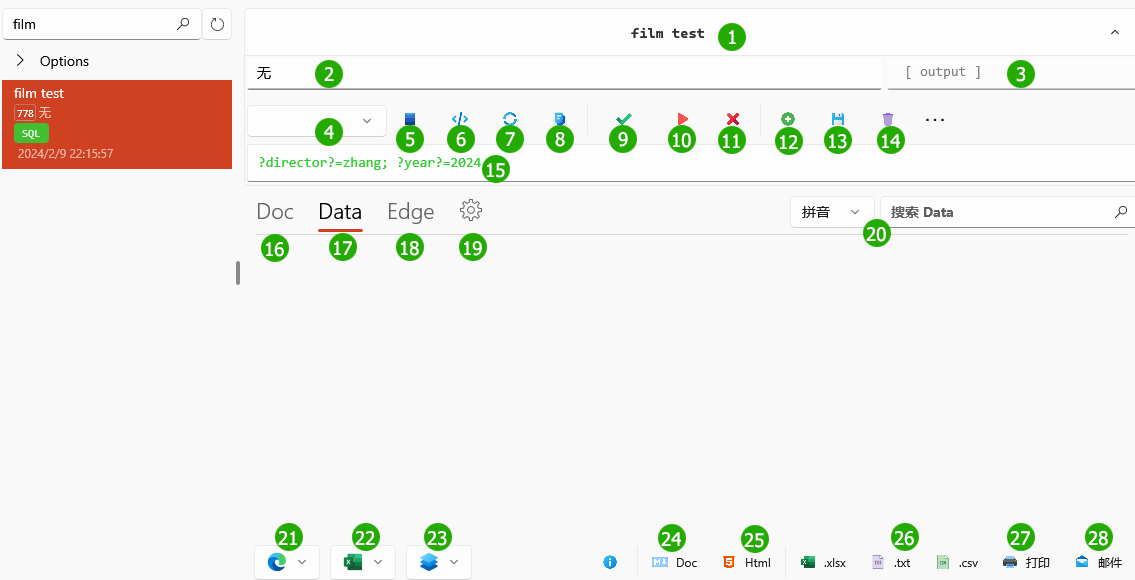 film
Options
film test
778 无
SQL
2024/2/9 22:15:57
film test 1
无 2
[ output ] 3
4 5 6 7 8 9 10 11 12 13 14
?director?=zhang; ?year?=2024 15
Doc Data Edge
拼音 搜索 Data
16 17 18 19 20
21 22 23 24 25 26 27 28
Doc Html .xlsx .txt .csv 打印 邮件